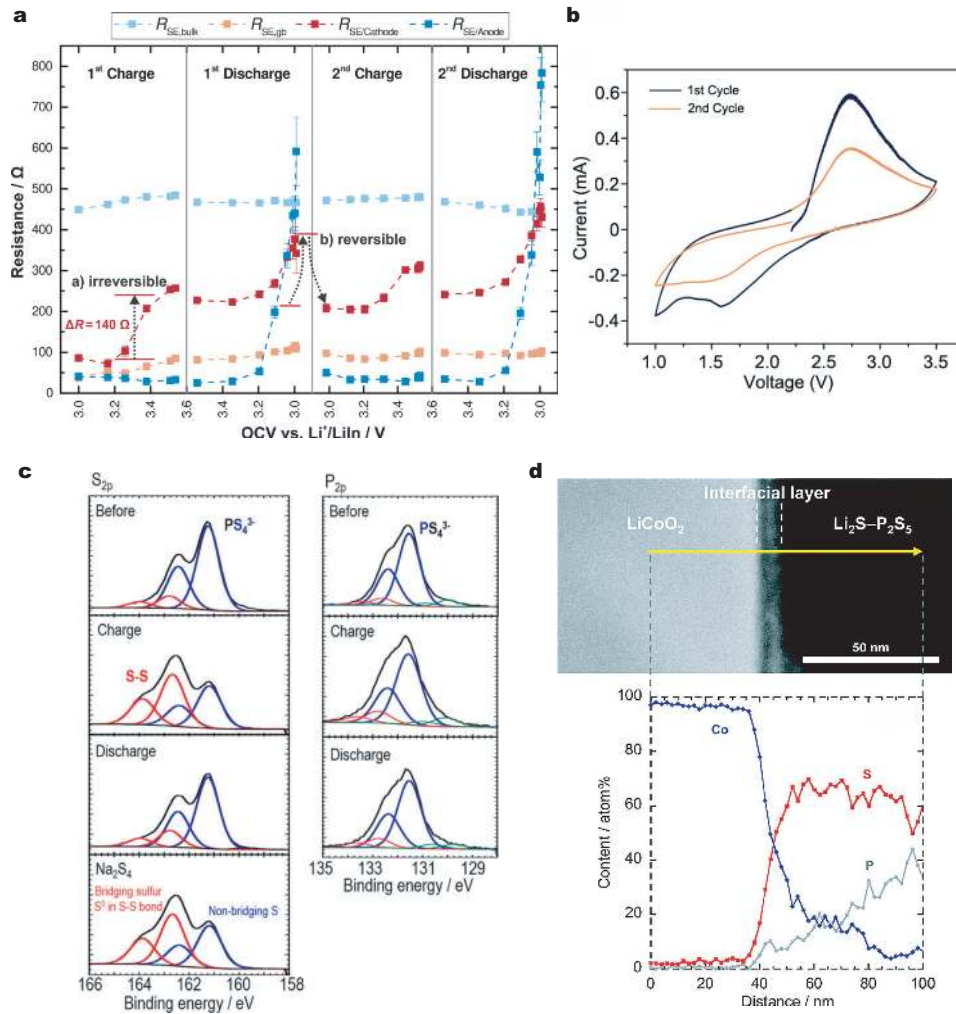 a
R_SE,bulk R_SE,gb R_SE/Cathode R_SE/Anode
1st Charge 1st Discharge 2nd Charge 2nd Discharge
Resistance / Ω
800
700
600
500
400
300
200
100
0
a) irreversible
ΔR = 140 Ω
b) reversible
3.0 3.2 3.4 3.6 3.4 3.2 3.0 3.0 3.2 3.4 3.6 3.4 3.2 3.0
OCV vs. Li+/LiIn / V
b
1st Cycle
2nd Cycle
Current (mA)
0.6
0.4
0.2
0
-0.2
-0.4
1.0 1.5 2.0 2.5 3.0 3.5
Voltage (V)
c
S2p
Before
PS₄³⁻
Charge
S-S
Discharge
Na₂S₄
Bridging sulfur
S⁰ in S-S bond
Non-bridging S
166 164 162 160 158
Binding energy / eV
P2p
Before
PS₄³⁻
Charge
Discharge
135 133 131 129
Binding energy / eV
d
Interfacial layer
LiCoO₂
Li₂S–P₂S₅
50 nm
Content / atom%
100
80
60
40
20
0
Co
S
P
0 20 40 60 80 100
Distance / nm